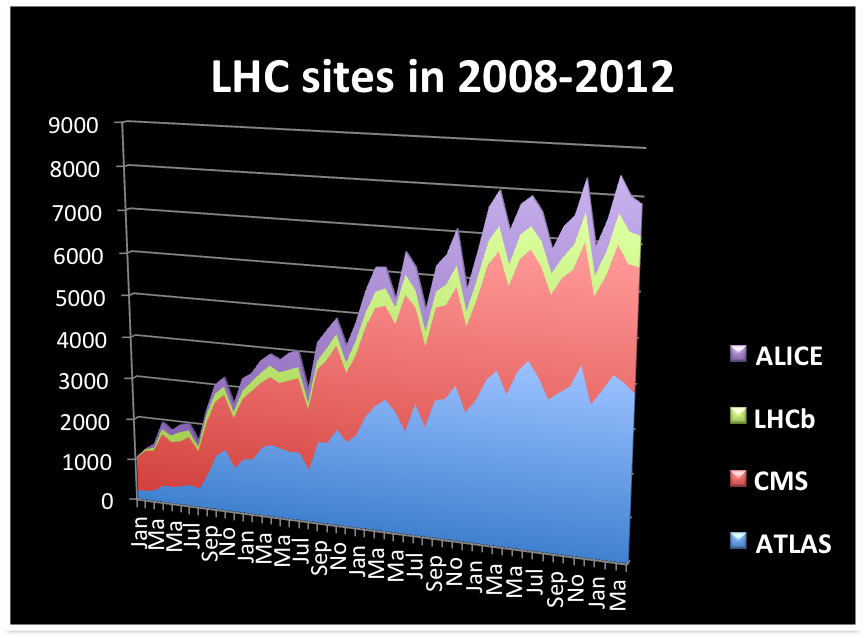 LHC sites in 2008-2012
9000
8000
7000
6000
5000
4000
3000
2000
1000
0
Jan
Ma
Ma
Jul
Sep
No
Jan
Ma
Ma
Jul
Sep
No
Jan
Ma
Ma
Jul
Sep
No
Jan
Ma
Ma
Jul
Sep
No
Jan
Ma
ALICE
LHCb
CMS
ATLAS